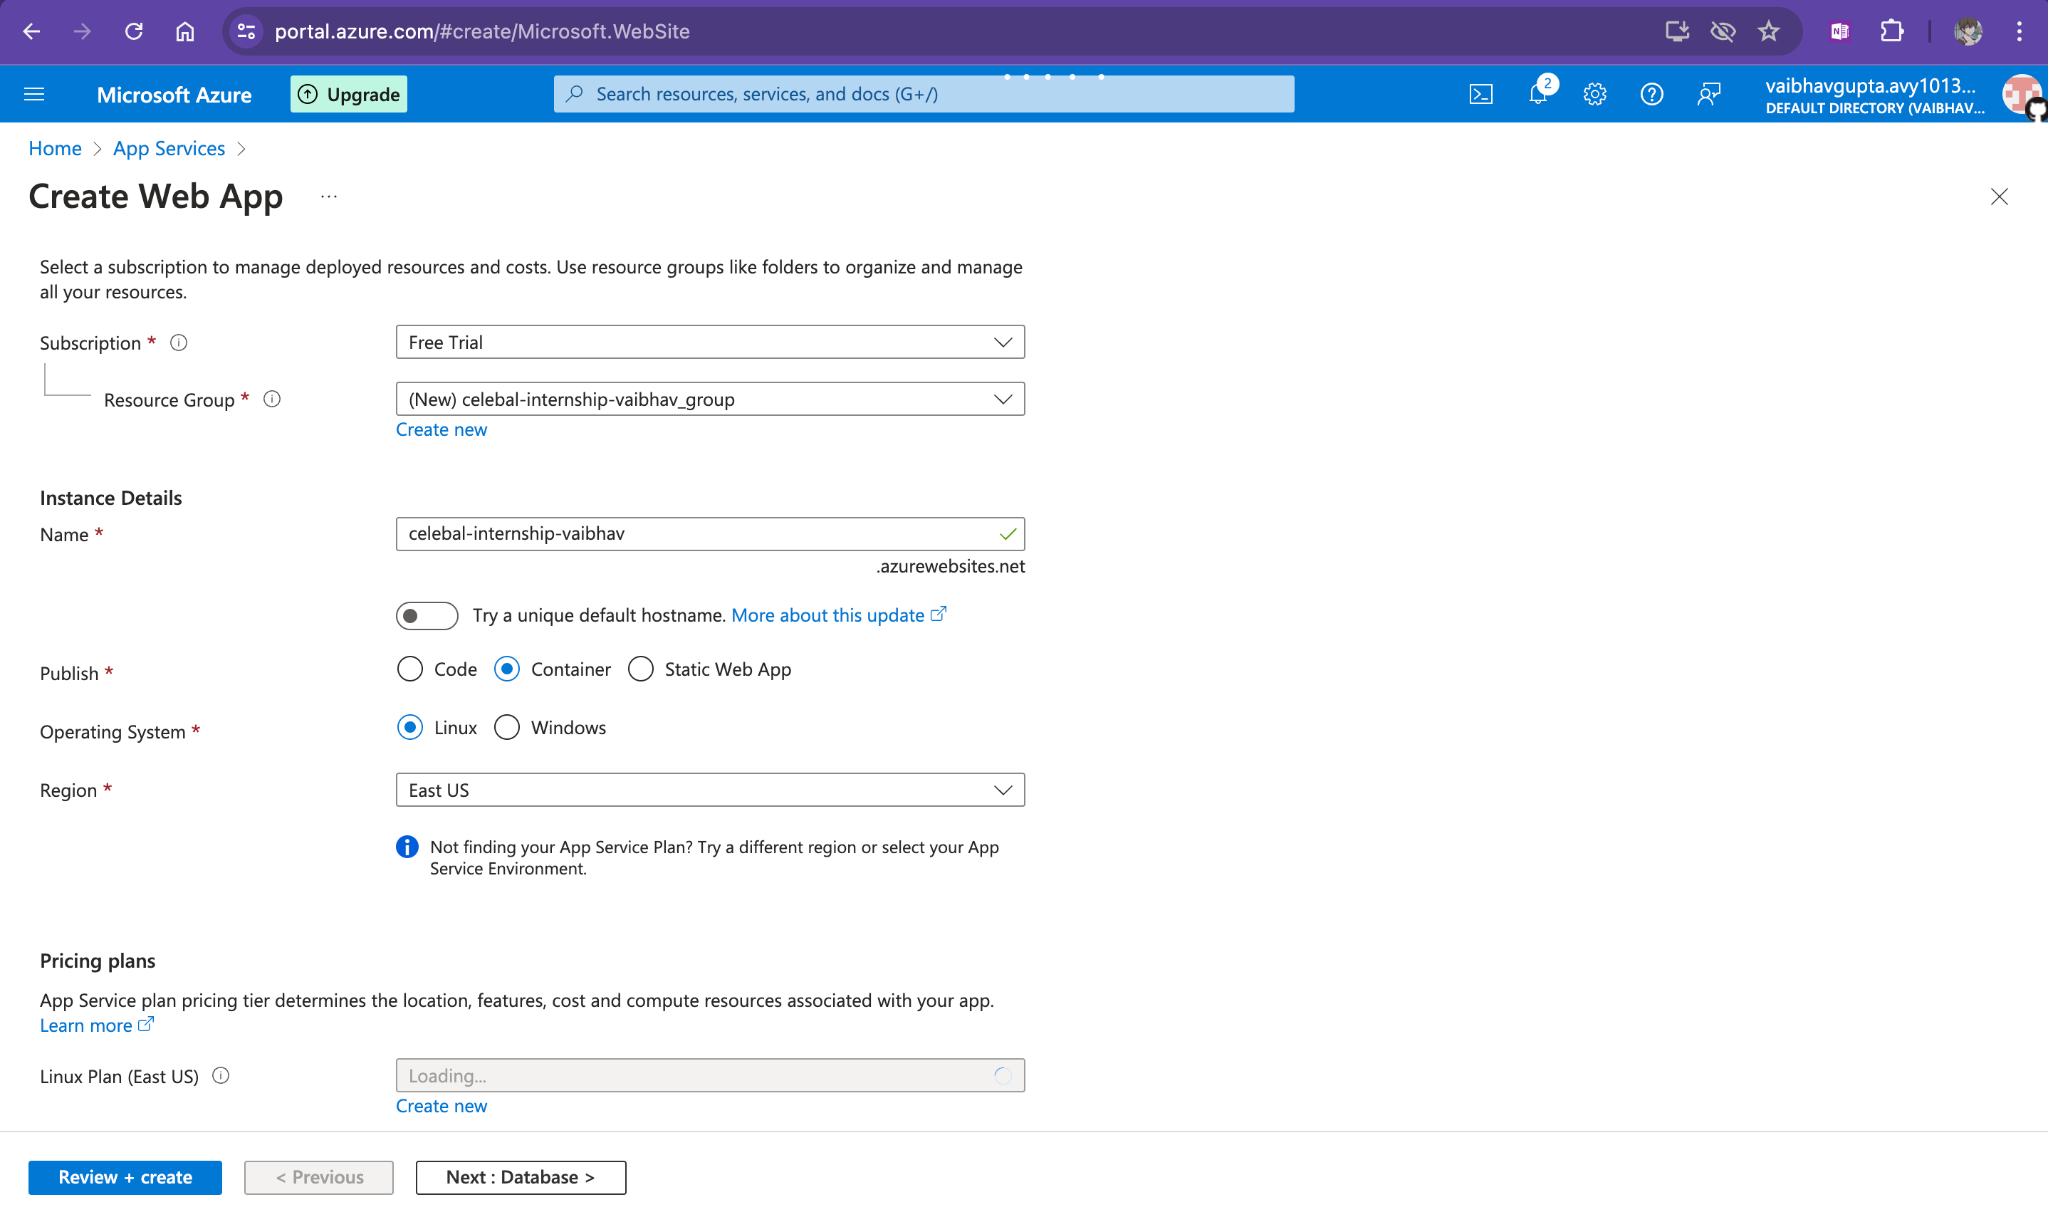 portal.azure.com/#create/Microsoft.WebSite
Microsoft Azure
Upgrade
Search resources, services, and docs (G+/)
2
vaibhavgupta.avy1013...
DEFAULT DIRECTORY (VAIBHAV...
Home > App Services >
Create Web App ...
Select a subscription to manage deployed resources and costs. Use resource groups like folders to organize and manage
all your resources.
Subscription *
Free Trial
Resource Group *
(New) celebal-internship-vaibhav_group
Create new
Instance Details
Name *
celebal-internship-vaibhav
.azurewebsites.net
Try a unique default hostname. More about this update
Publish *
Code Container Static Web App
Operating System *
Linux Windows
Region *
East US
Not finding your App Service Plan? Try a different region or select your App
Service Environment.
Pricing plans
App Service plan pricing tier determines the location, features, cost and compute resources associated with your app.
Learn more
Linux Plan (East US)
Loading...
Create new
Review + create
< Previous
Next : Database >